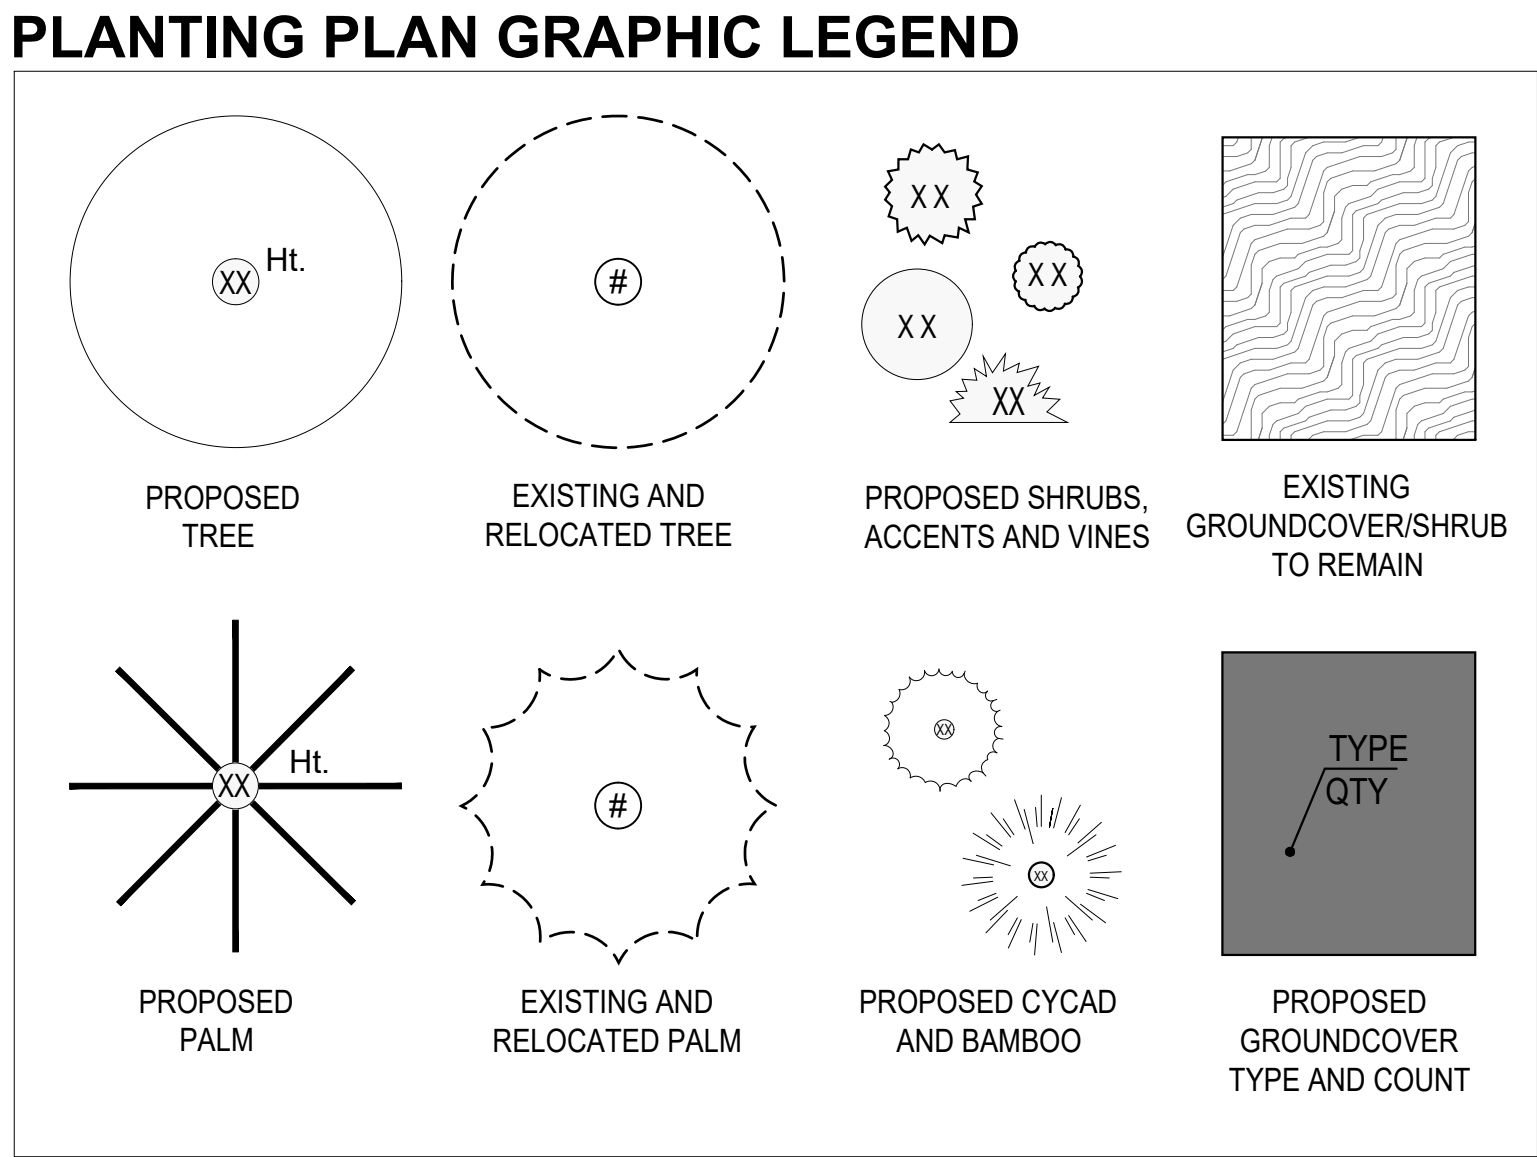 PLANTING PLAN GRAPHIC LEGEND
XX
Ht.
#
XX
XX
XX
XX
PROPOSED
TREE
EXISTING AND
RELOCATED TREE
PROPOSED SHRUBS,
ACCENTS AND VINES
EXISTING
GROUNDCOVER/SHRUB
TO REMAIN
XX
Ht.
#
XX
XX
TYPE
QTY
PROPOSED
PALM
EXISTING AND
RELOCATED PALM
PROPOSED CYCAD
AND BAMBOO
PROPOSED
GROUNDCOVER
TYPE AND COUNT